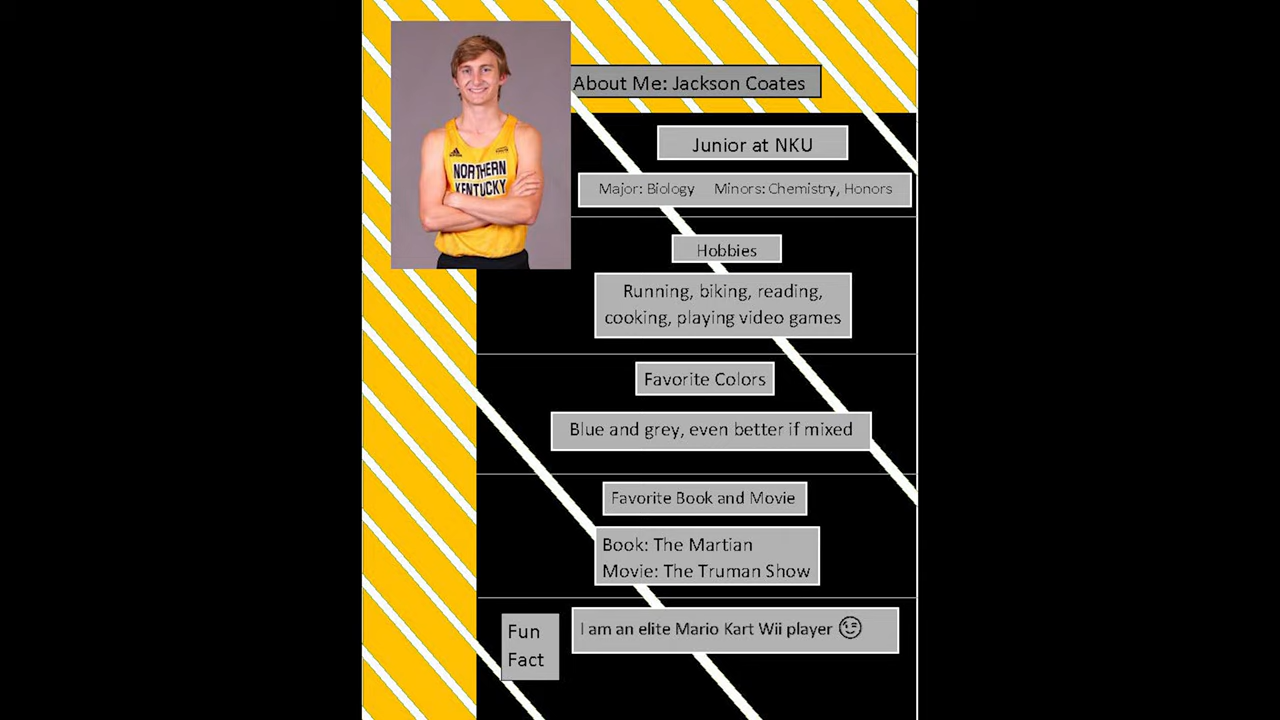 About Me: Jackson Coates
NORTHERN
KENTUCKY
Junior at NKU
Major: Biology Minors: Chemistry, Honors
Hobbies
Running, biking, reading,
cooking, playing video games
Favorite Colors
Blue and grey, even better if mixed
Favorite Book and Movie
Book: The Martian
Movie: The Truman Show
Fun
Fact
I am an elite Mario Kart Wii player 😉